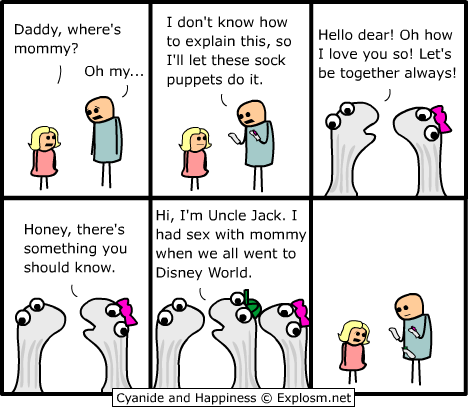 Daddy, where's
mommy?
Oh my...
I don't know how
to explain this, so
I'll let these sock
puppets do it.
Hello dear! Oh how
I love you so! Let's
be together always!
Honey, there's
something you
should know.
Hi, I'm Uncle Jack. I
had sex with mommy
when we all went to
Disney World.
Cyanide and Happiness © Explosm.net